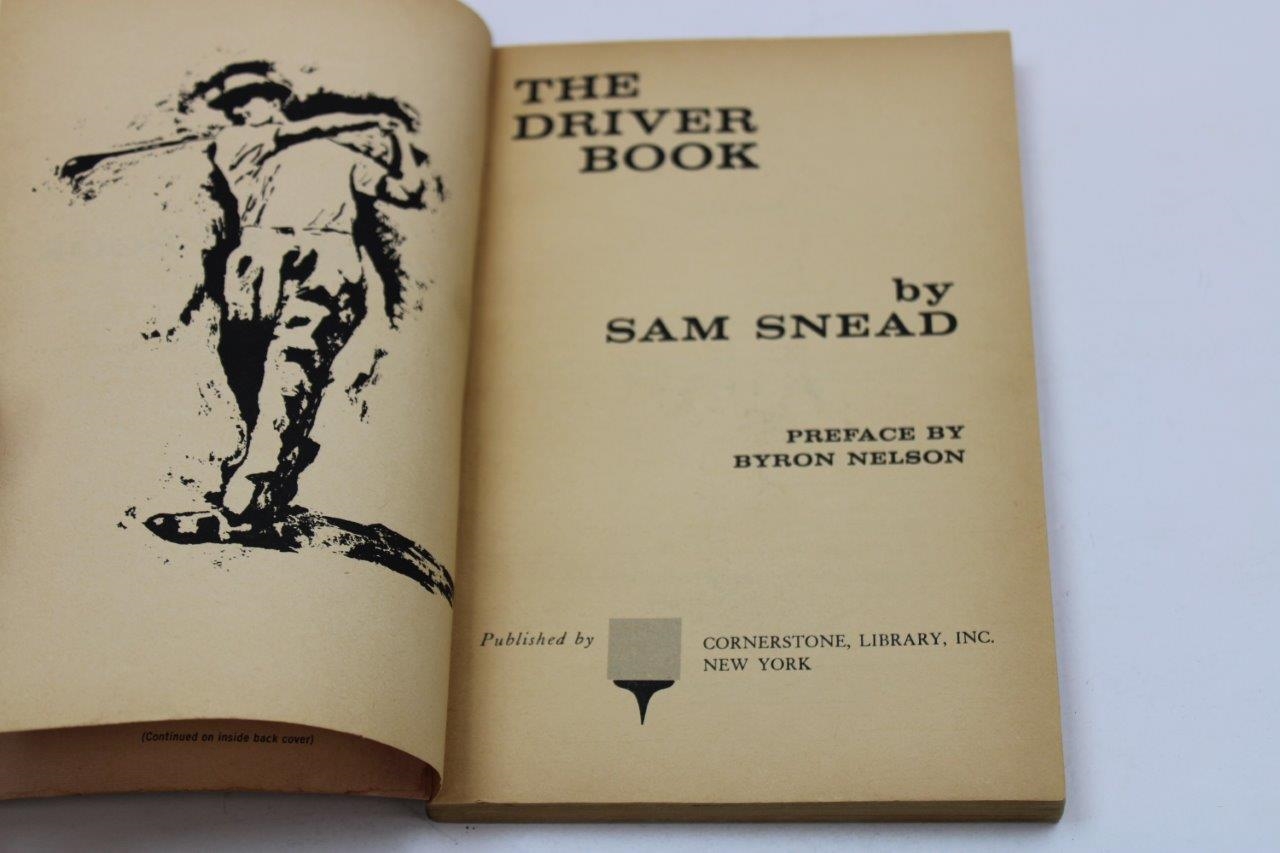 (Continued on inside back cover)
THE
DRIVER
BOOK
by
SAM SNEAD
PREFACE BY
BYRON NELSON
Published by
CORNERSTONE, LIBRARY, INC.
NEW YORK